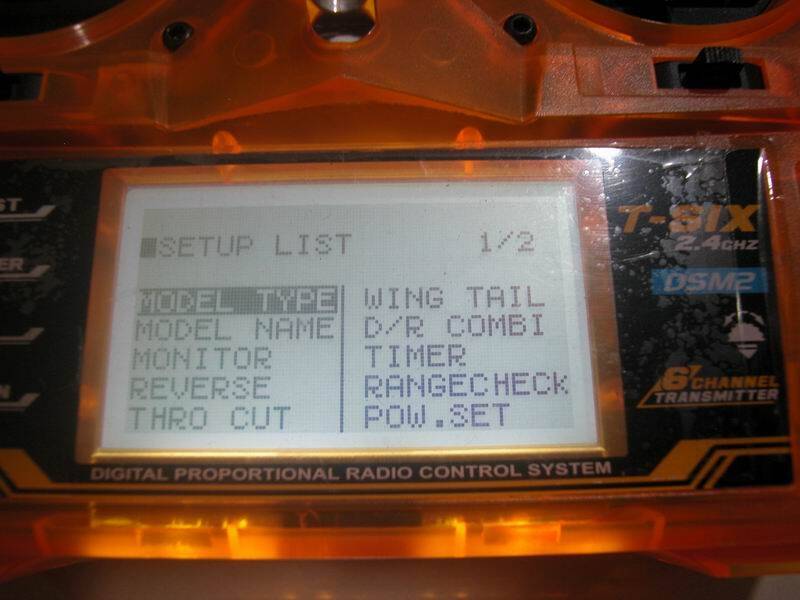 SETUP LIST 1/2
MODEL TYPE WING TAIL
MODEL NAME D/R COMBI
MONITOR TIMER
REVERSE RANGECHECK
THRO CUT POW.SET
T-SIX
2.4GHZ
DSM2
6 CHANNEL
TRANSMITTER
DIGITAL PROPORTIONAL RADIO CONTROL SYSTEM